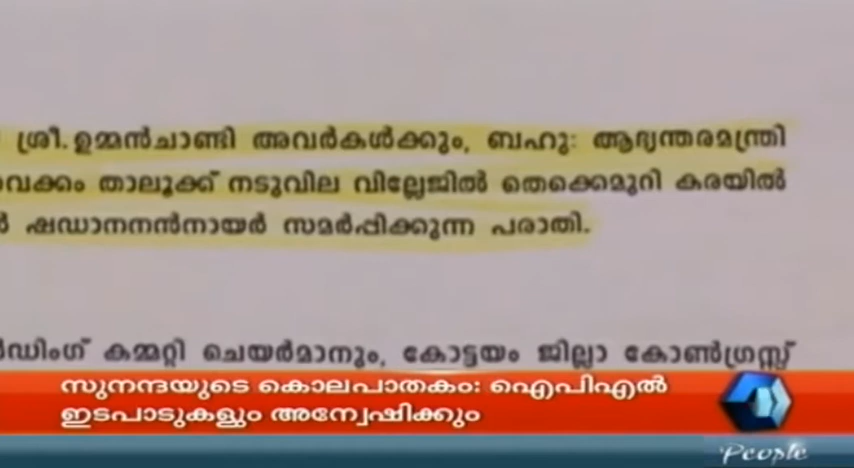 ശ്രീ. ഉമ്മൻചാണ്ടി അവർകൾക്കും, ബഹു: ആഭ്യന്തരമന്ത്രി
വൈക്കം താലൂക്ക് നടുവില വില്ലേജിൽ തെക്കെമുറി കരയിൽ
ഷഡാനനൻനായർ സമർപ്പിക്കുന്ന പരാതി.
കമ്മറ്റി ചെയർമാനും, കോട്ടയം ജില്ലാ കോൺഗ്രസ്സ്
സുനന്ദയുടെ കൊലപാതകം: ഐപിഎൽ
ഇടപാടുകളും അന്വേഷിക്കും
People